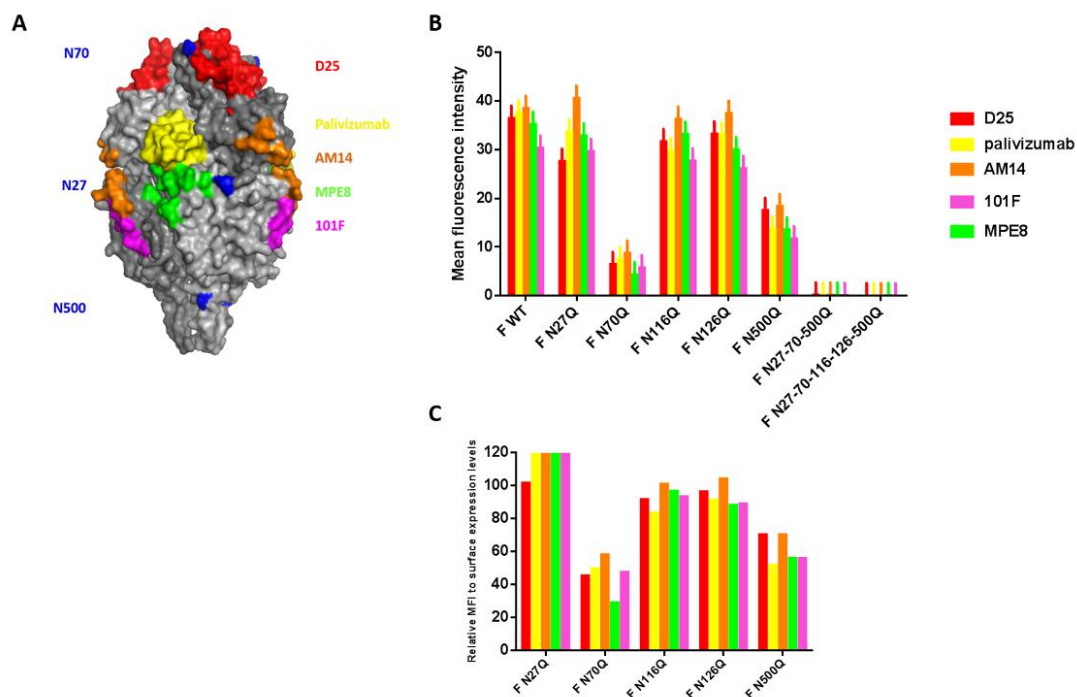 A
N70
D25
Palivizumab
AM14
N27
MPE8
101F
N500
B
Mean fluorescence intensity
50
40
30
20
10
0
F WT
F N27Q
F N70Q
F N116Q
F N126Q
F N500Q
F N27-70-500Q
F N27-70-116-126-500Q
D25
palivizumab
AM14
101F
MPE8
C
Relative MFI to surface expression levels
120
100
80
60
40
20
0
F N27Q
F N70Q
F N116Q
F N126Q
F N500Q